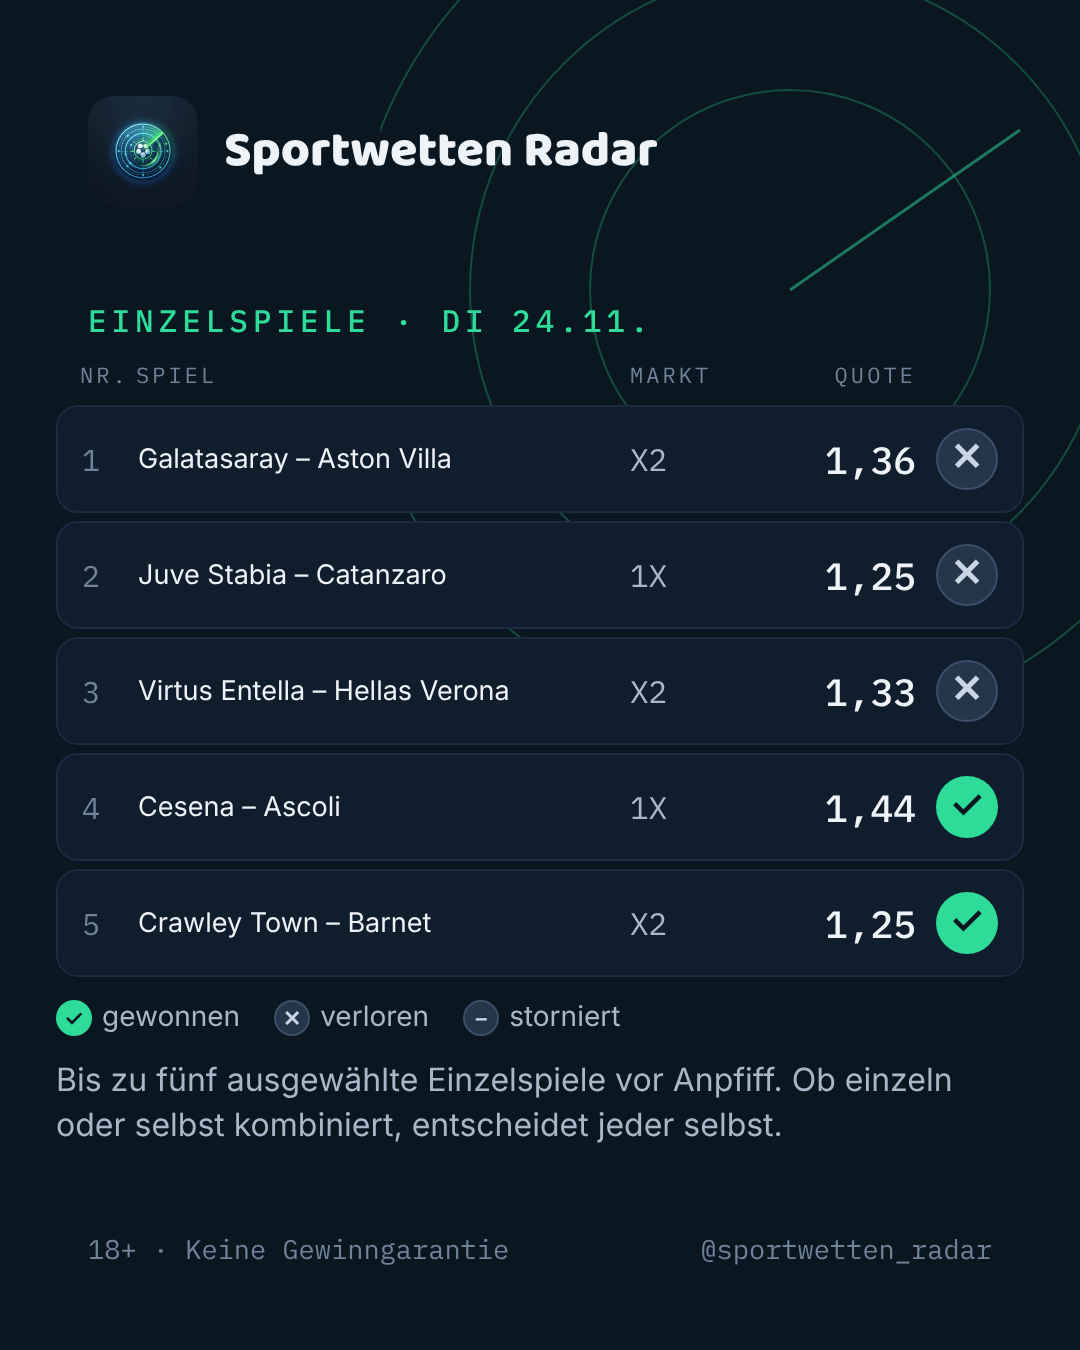 Sportwetten Radar
EINZELSPIELE · DI 24.11.
NR. SPIEL MARKT QUOTE
1 Galatasaray – Aston Villa X2 1,36 ✕
2 Juve Stabia – Catanzaro 1X 1,25 ✕
3 Virtus Entella – Hellas Verona X2 1,33 ✕
4 Cesena – Ascoli 1X 1,44 ✓
5 Crawley Town – Barnet X2 1,25 ✓
✓ gewonnen ✕ verloren – storniert
Bis zu fünf ausgewählte Einzelspiele vor Anpfiff. Ob einzeln
oder selbst kombiniert, entscheidet jeder selbst.
18+ · Keine Gewinngarantie @sportwetten_radar